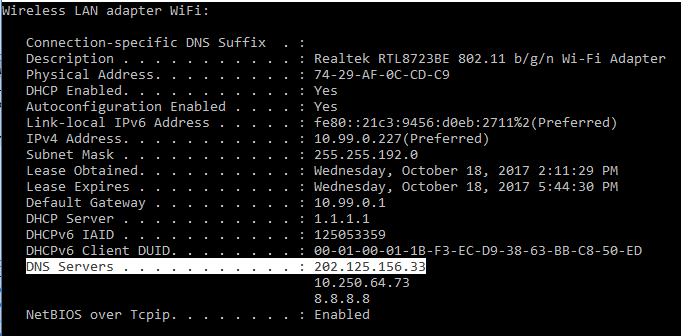 Wireless LAN adapter WiFi:
Connection-specific DNS Suffix . :
Description . . . . . . . . . . . : Realtek RTL8723BE 802.11 b/g/n Wi-Fi Adapter
Physical Address. . . . . . . . . : 74-29-AF-0C-CD-C9
DHCP Enabled. . . . . . . . . . . : Yes
Autoconfiguration Enabled . . . . : Yes
Link-local IPv6 Address . . . . . : fe80::21c3:9456:d0eb:2711%2(Preferred)
IPv4 Address. . . . . . . . . . . : 10.99.0.227(Preferred)
Subnet Mask . . . . . . . . . . . : 255.255.192.0
Lease Obtained. . . . . . . . . . : Wednesday, October 18, 2017 2:11:29 PM
Lease Expires . . . . . . . . . . : Wednesday, October 18, 2017 5:44:30 PM
Default Gateway . . . . . . . . . : 10.99.0.1
DHCP Server . . . . . . . . . . . : 1.1.1.1
DHCPv6 IAID . . . . . . . . . . . : 125053359
DHCPv6 Client DUID. . . . . . . . : 00-01-00-01-1B-F3-EC-D9-38-63-BB-C8-50-ED
DNS Servers . . . . . . . . . . . : 202.125.156.33
10.250.64.73
8.8.8.8
NetBIOS over Tcpip. . . . . . . . : Enabled